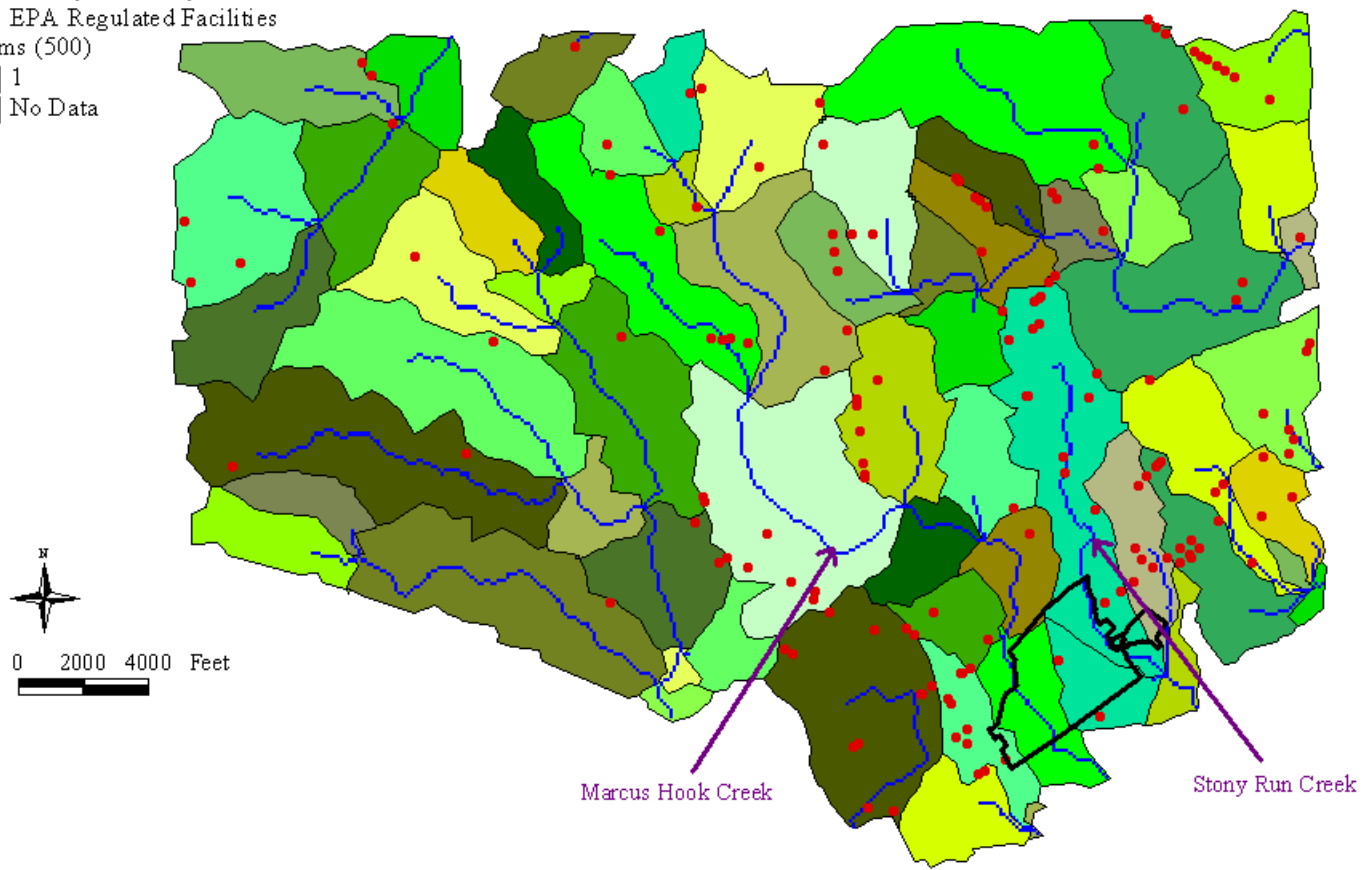 EPA Regulated Facilities
ms (500)
1
No Data
N
0 2000 4000 Feet
Marcus Hook Creek
Stony Run Creek